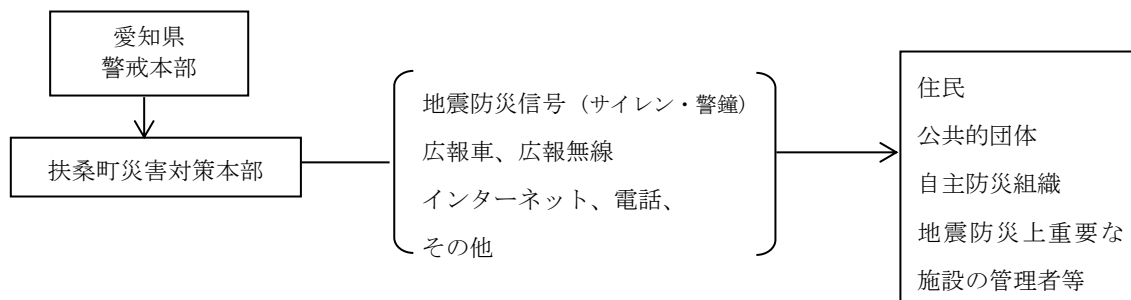 愛知県
警戒本部
扶桑町災害対策本部
地震防災信号（サイレン・警鐘）
広報車、広報無線
インターネット、電話、
その他
住民
公共的団体
自主防災組織
地震防災上重要な
施設の管理者等